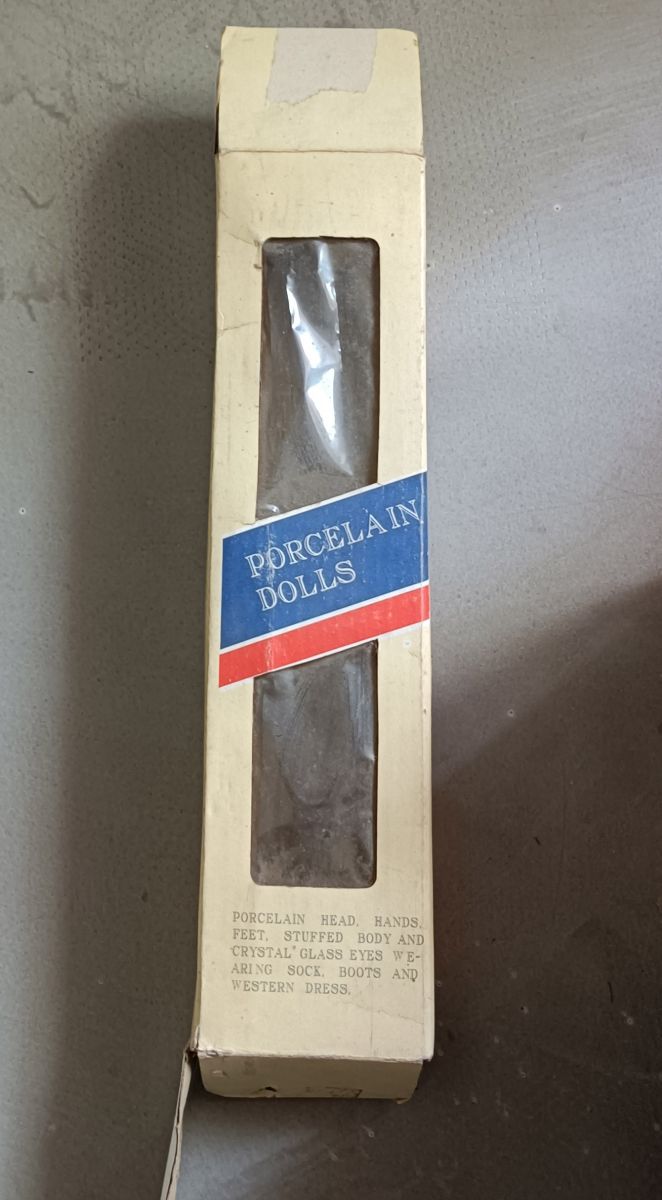 PORCELAIN
DOLLS
PORCELAIN HEAD, HANDS,
FEET, STUFFED BODY AND
"CRYSTAL" GLASS EYES WE-
ARING SOCK, BOOTS AND
WESTERN DRESS.